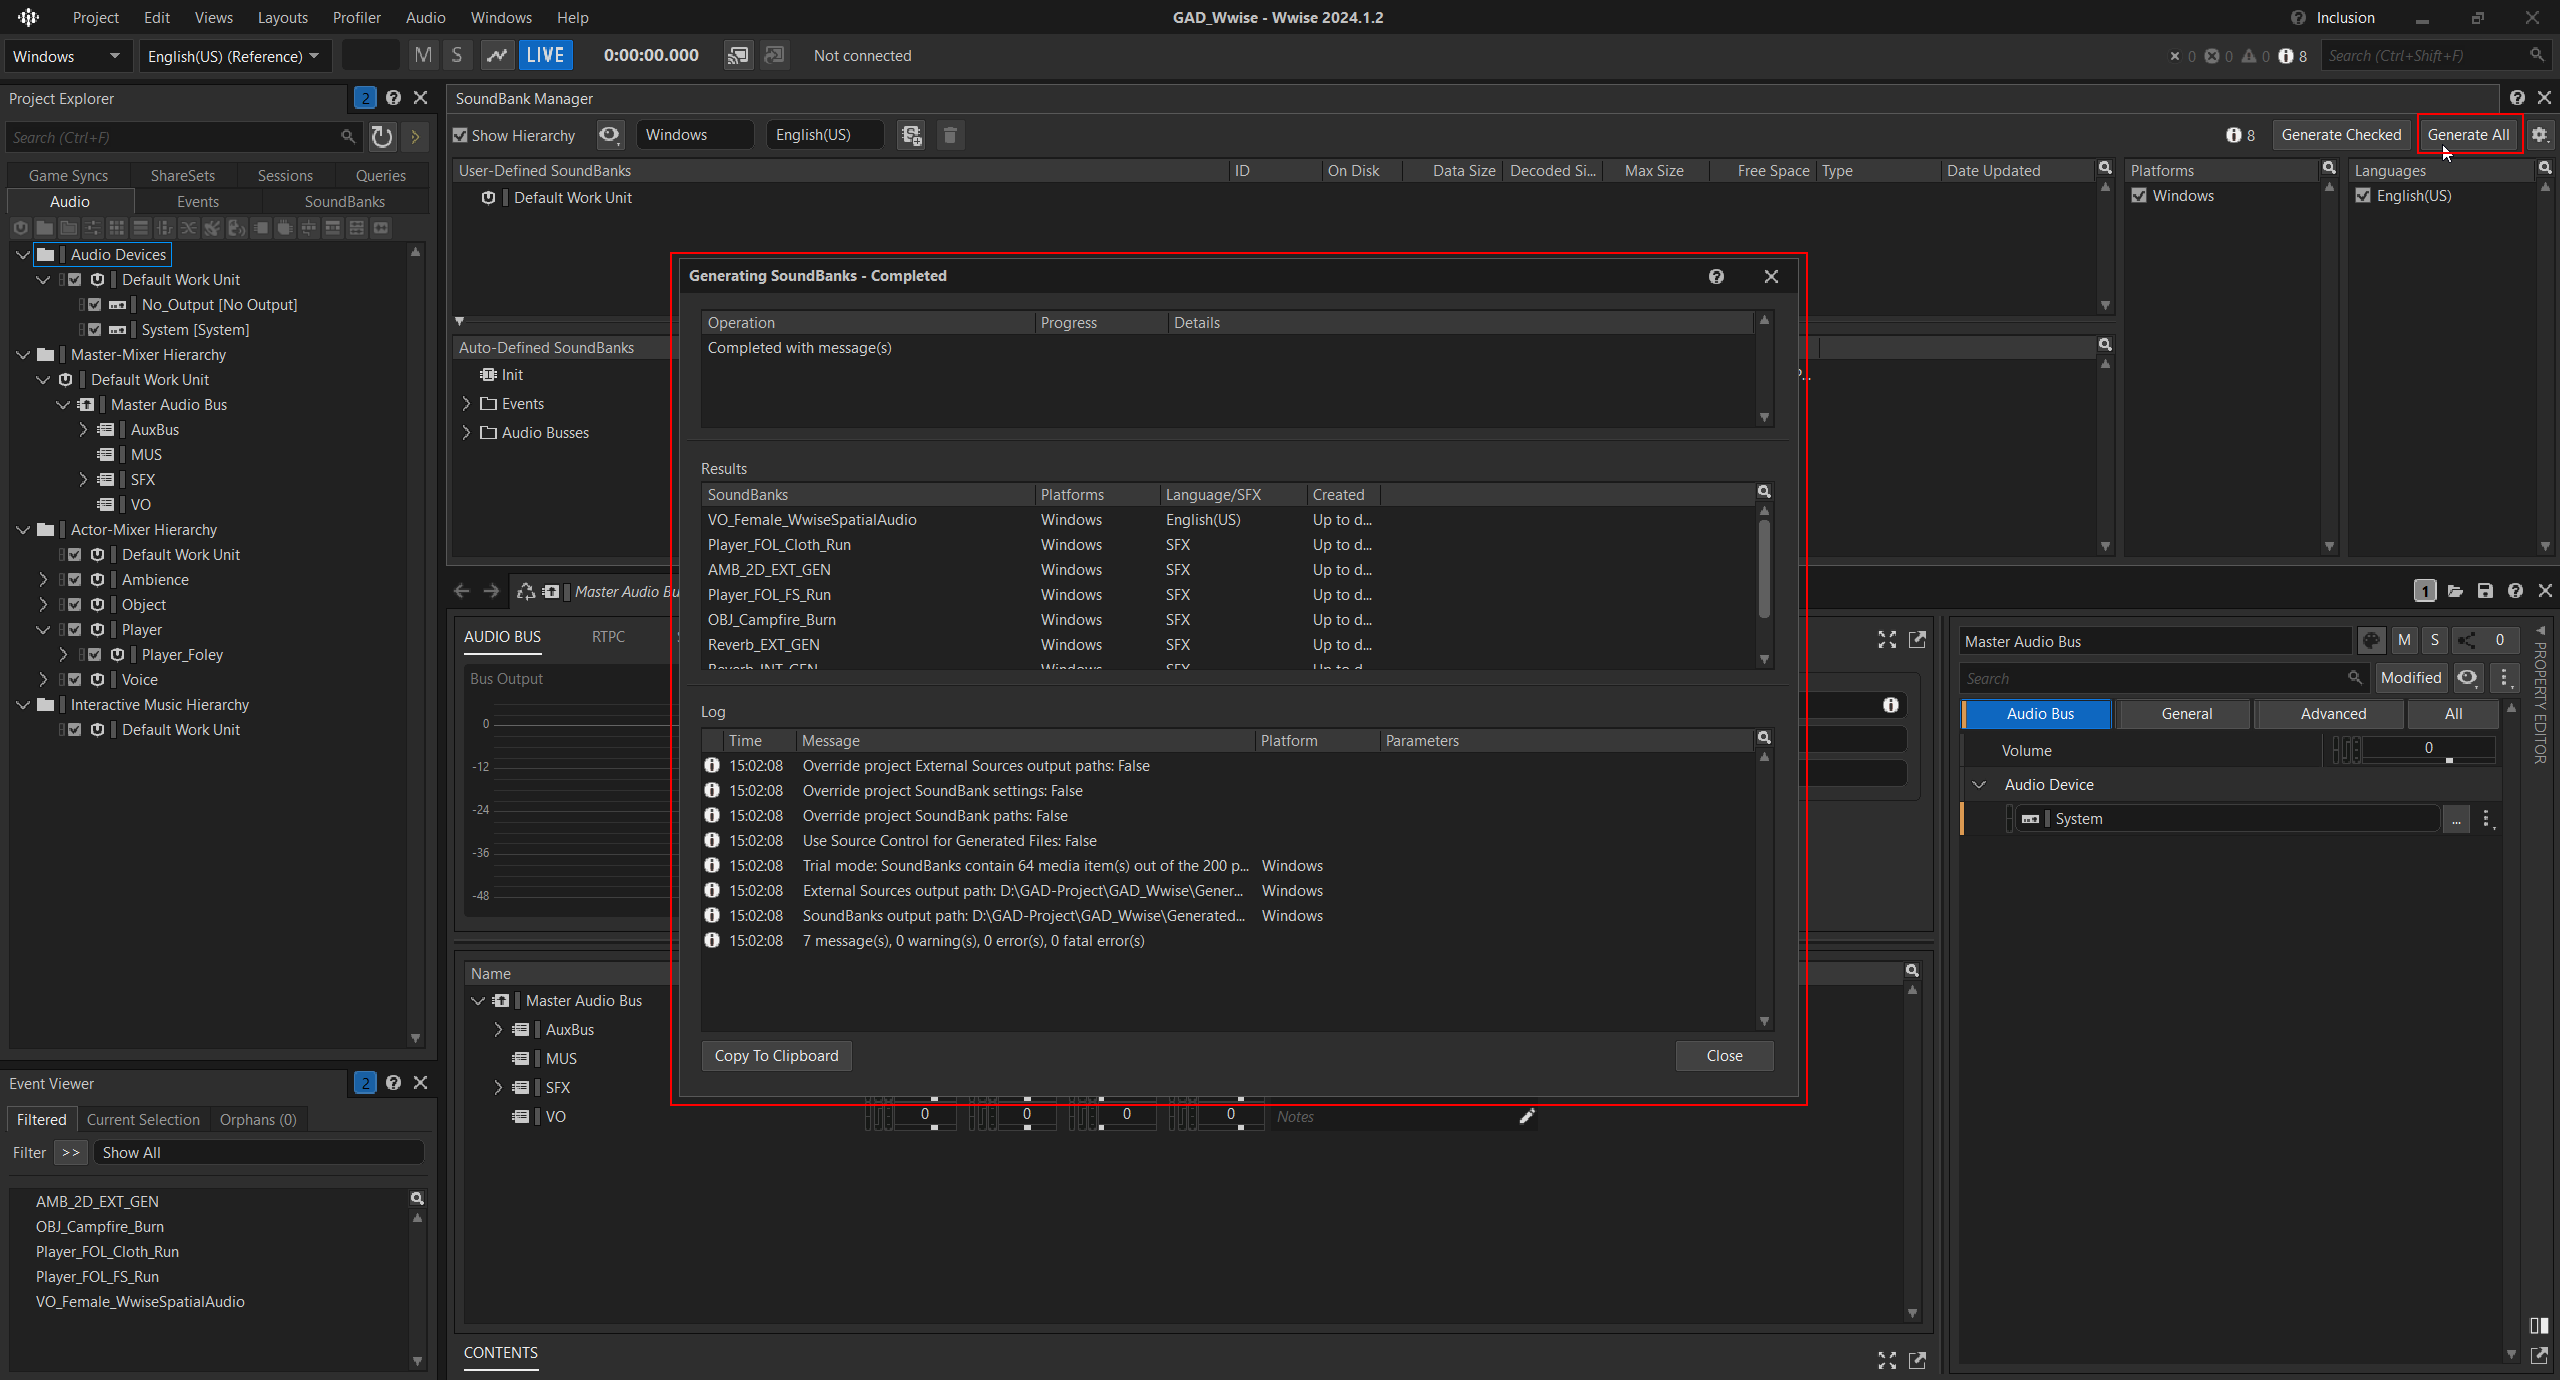 Project Edit Views Layouts Profiler Audio Windows Help
GAD_Wwise - Wwise 2024.1.2
Inclusion
Windows
English(US) (Reference)
M S
LIVE
0:00:00.000
Not connected
0 0 0 8
Search (Ctrl+Shift+F)
Project Explorer
2
Search (Ctrl+F)
Game Syncs ShareSets Sessions Queries
Audio Events SoundBanks
Audio Devices
Default Work Unit
No_Output [No Output]
System [System]
Master-Mixer Hierarchy
Default Work Unit
Master Audio Bus
AuxBus
MUS
SFX
VO
Actor-Mixer Hierarchy
Default Work Unit
Ambience
Object
Player
Player_Foley
Voice
Interactive Music Hierarchy
Default Work Unit
Event Viewer
2
Filtered Current Selection Orphans (0)
Filter >> Show All
AMB_2D_EXT_GEN
OBJ_Campfire_Burn
Player_FOL_Cloth_Run
Player_FOL_FS_Run
VO_Female_WwiseSpatialAudio
SoundBank Manager
Show Hierarchy
Windows
English(US)
8
Generate Checked
Generate All
User-Defined SoundBanks ID On Disk Data Size Decoded Si... Max Size Free Space Type Date Updated
Default Work Unit
Platforms
Windows
Languages
English(US)
Auto-Defined SoundBanks
Init
Events
Audio Busses
Generating SoundBanks - Completed
Operation Progress Details
Completed with message(s)
Results
SoundBanks Platforms Language/SFX Created
VO_Female_WwiseSpatialAudio Windows English(US) Up to d...
Player_FOL_Cloth_Run Windows SFX Up to d...
AMB_2D_EXT_GEN Windows SFX Up to d...
Player_FOL_FS_Run Windows SFX Up to d...
OBJ_Campfire_Burn Windows SFX Up to d...
Reverb_EXT_GEN Windows SFX Up to d...
Reverb_INT_GEN Windows SFX Up to d...
Log
Time Message Platform Parameters
15:02:08 Override project External Sources output paths: False
15:02:08 Override project SoundBank settings: False
15:02:08 Override project SoundBank paths: False
15:02:08 Use Source Control for Generated Files: False
15:02:08 Trial mode: SoundBanks contain 64 media item(s) out of the 200 p... Windows
15:02:08 External Sources output path: D:\GAD-Project\GAD_Wwise\Gener... Windows
15:02:08 SoundBanks output path: D:\GAD-Project\GAD_Wwise\Generated... Windows
15:02:08 7 message(s), 0 warning(s), 0 error(s), 0 fatal error(s)
Copy To Clipboard
Close
Master Audio Bu
1
AUDIO BUS RTPC
Bus Output
0
-12
-24
-36
-48
Name
Master Audio Bus
AuxBus
MUS
SFX
VO 0 0 0 0 Notes
CONTENTS
Master Audio Bus
M S 0
Search
Modified
Audio Bus General Advanced All
Volume 0
Audio Device
System
...
PROPERTY EDITOR